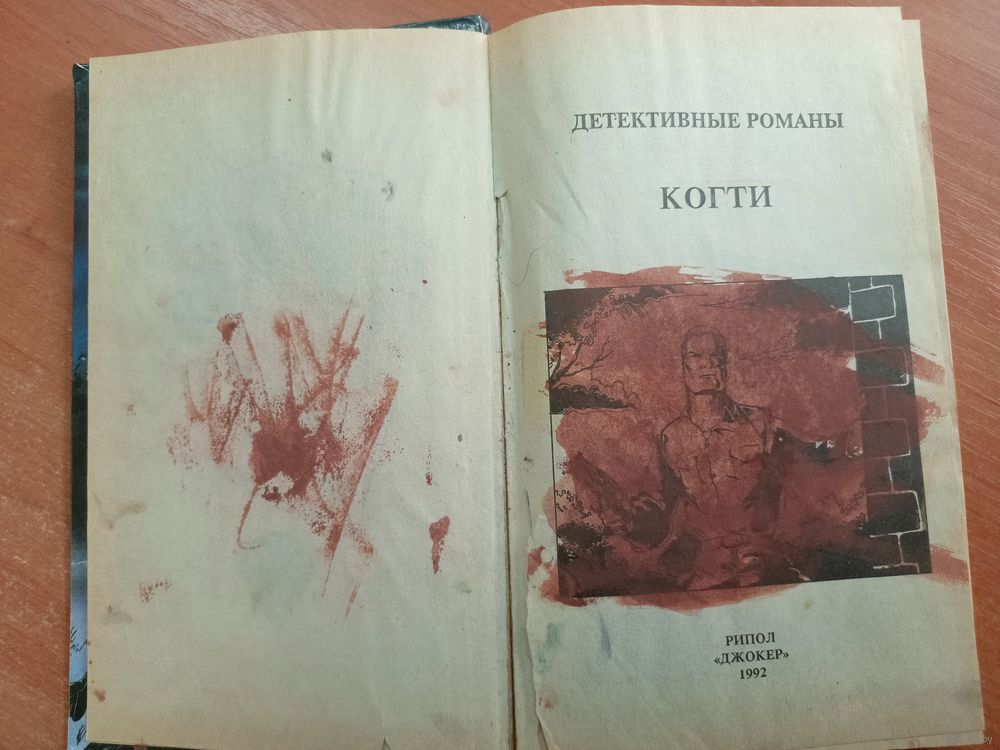 ДЕТЕКТИВНЫЕ РОМАНЫ
КОГТИ
РИПОЛ
«ДЖОКЕР»
1992